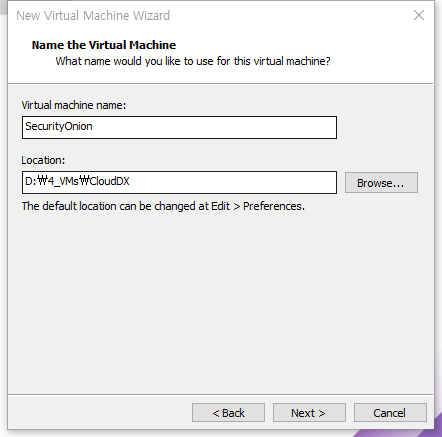 New Virtual Machine Wizard
Name the Virtual Machine
What name would you like to use for this virtual machine?
Virtual machine name:
SecurityOnion
Location:
D:₩4_VMs₩CloudDX
Browse...
The default location can be changed at Edit > Preferences.
< Back
Next >
Cancel